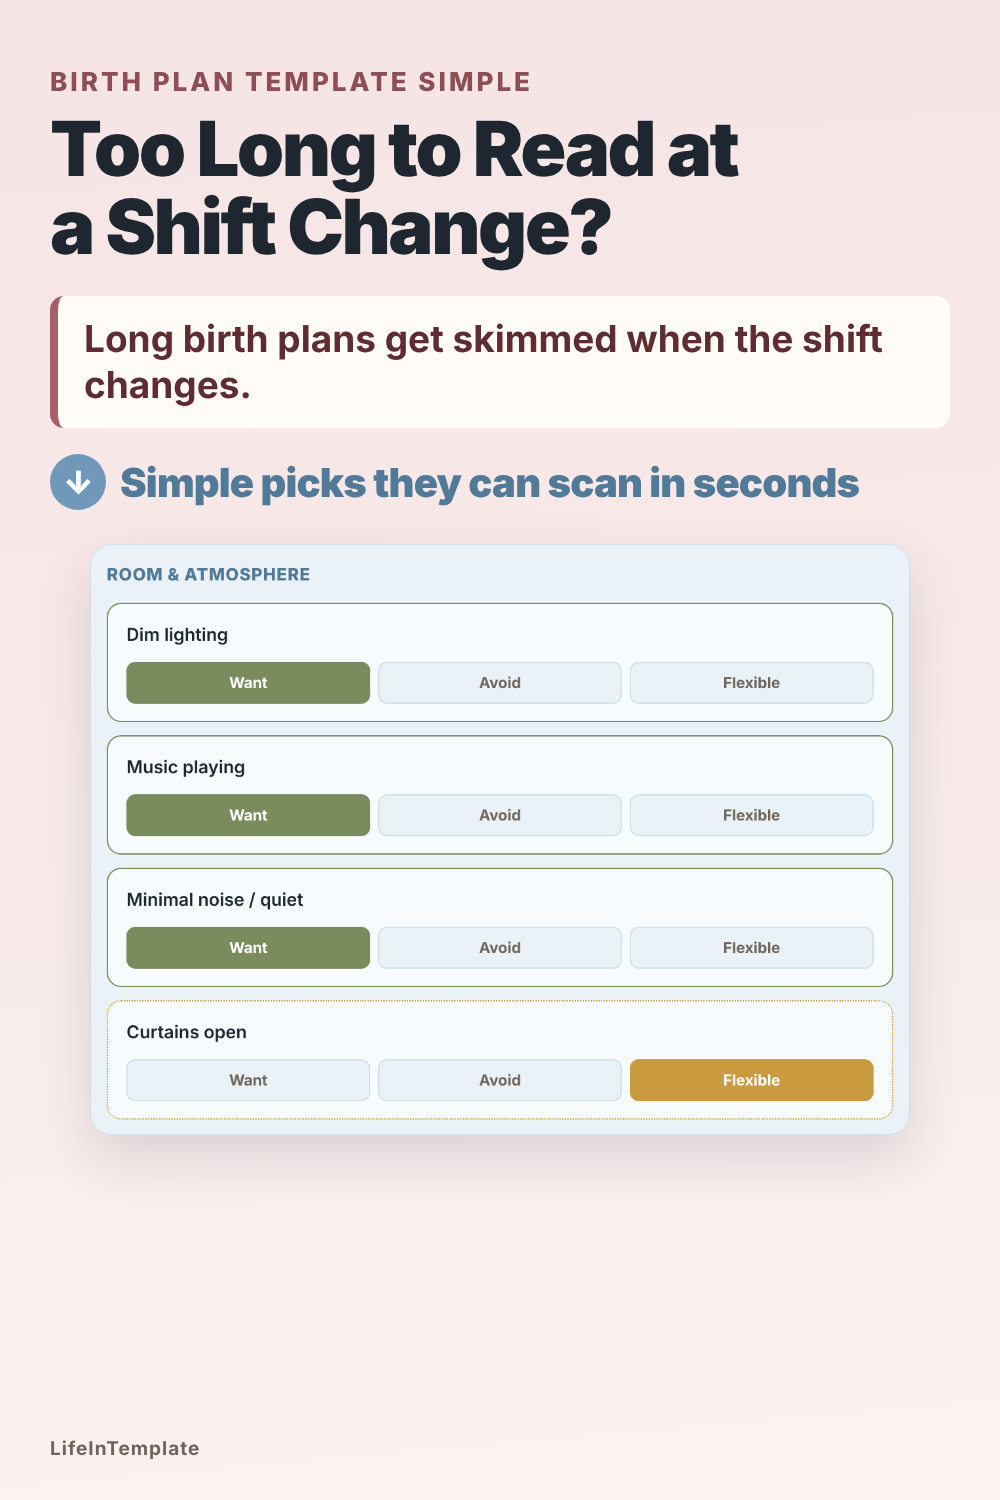 BIRTH PLAN TEMPLATE SIMPLE
Too Long to Read at
a Shift Change?
Long birth plans get skimmed when the shift
changes.
Simple picks they can scan in seconds
ROOM & ATMOSPHERE
Dim lighting
Want Avoid Flexible
Music playing
Want Avoid Flexible
Minimal noise / quiet
Want Avoid Flexible
Curtains open
Want Avoid Flexible
LifeInTemplate